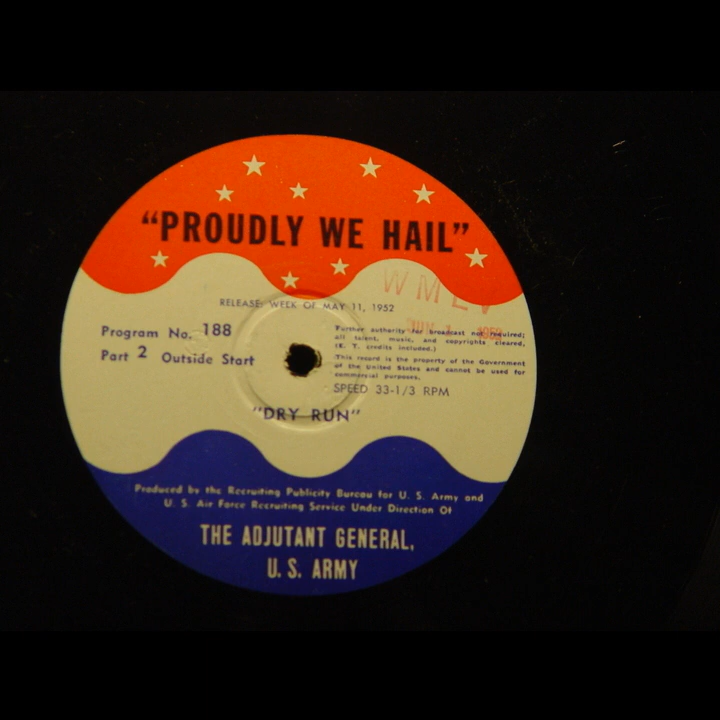 "PROUDLY WE HAIL"
RELEASE: WEEK OF MAY 11, 1952
Program No. 188
Part 2 Outside Start
Further authority for broadcast not required;
all talent, music, and copyrights cleared.
(E. T. credits included.)
This record is the property of the Government
of the United States and cannot be used for
commercial purposes.
SPEED 33-1/3 RPM
"DRY RUN"
Produced by the Recruiting Publicity Bureau for U. S. Army and
U. S. Air Force Recruiting Service Under Direction Of
THE ADJUTANT GENERAL,
U. S. ARMY